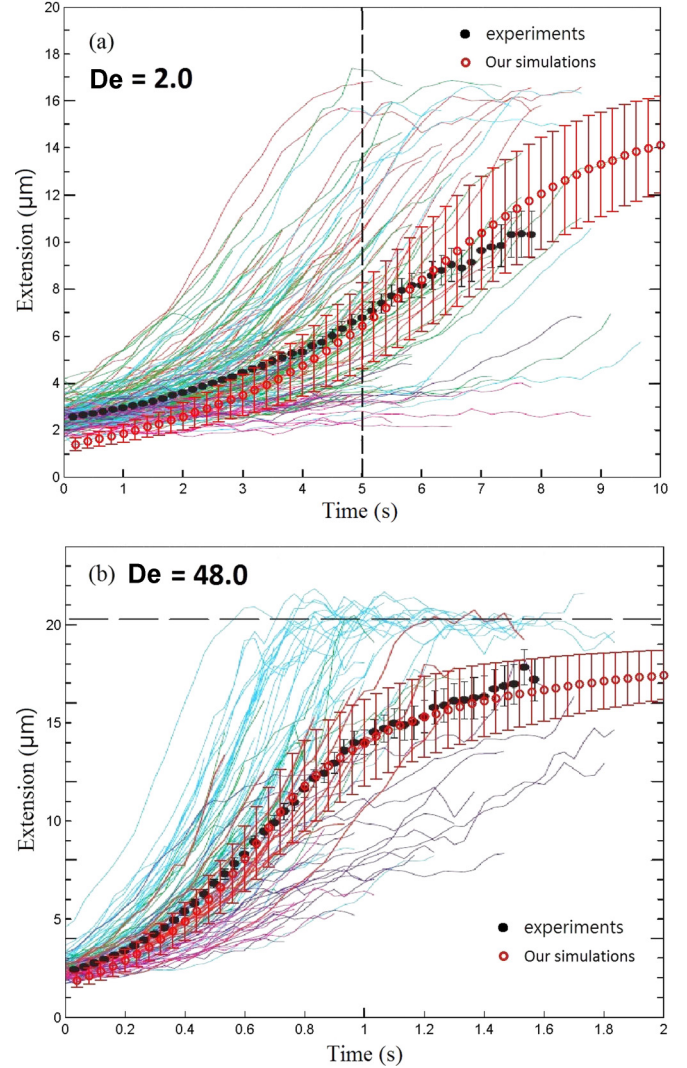 20
(a)
experiments
De = 2.0
Our simulations
18
16
14
12
10
8
6
4
2
0
Extension (μm)
0 1 2 3 4 5 6 7 8 9 10
Time (s)
(b) De = 48.0
20
15
10
5
0
Extension (μm)
experiments
Our simulations
0 0.2 0.4 0.6 0.8 1 1.2 1.4 1.6 1.8 2
Time (s)